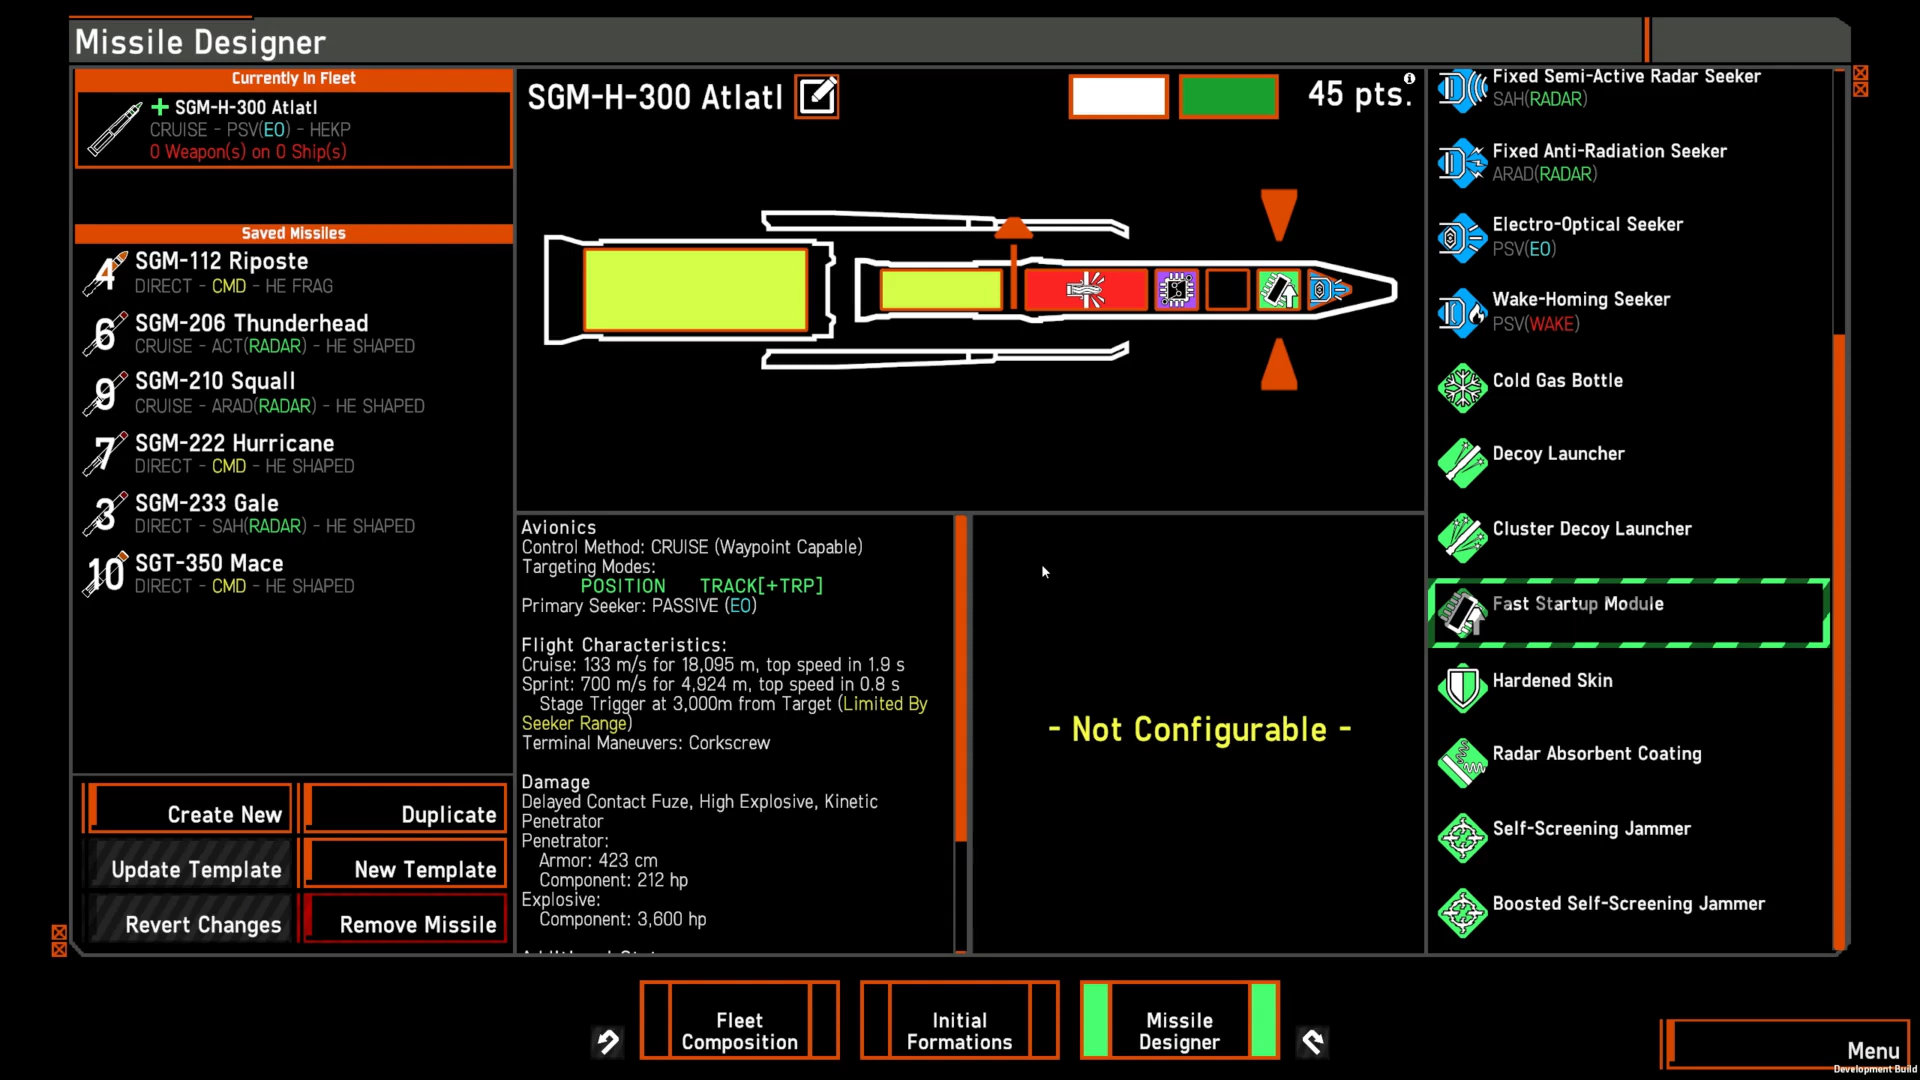 Missile Designer
Currently In Fleet
SGM-H-300 Atlatl
CRUISE - PSV(EO) - HEKP
0 Weapon(s) on 0 Ship(s)
Saved Missiles
4
SGM-112 Riposte
DIRECT - CMD - HE FRAG
6
SGM-206 Thunderhead
CRUISE - ACT(RADAR) - HE SHAPED
9
SGM-210 Squall
CRUISE - ARAD(RADAR) - HE SHAPED
7
SGM-222 Hurricane
DIRECT - CMD - HE SHAPED
3
SGM-233 Gale
DIRECT - SAH(RADAR) - HE SHAPED
10
SGT-350 Mace
DIRECT - CMD - HE SHAPED
Create New
Duplicate
Update Template
New Template
Revert Changes
Remove Missile
SGM-H-300 Atlatl
45 pts.
Avionics
Control Method: CRUISE (Waypoint Capable)
Targeting Modes:
POSITION TRACK[+TRP]
Primary Seeker: PASSIVE (EO)
Flight Characteristics:
Cruise: 133 m/s for 18,095 m, top speed in 1.9 s
Sprint: 700 m/s for 4,924 m, top speed in 0.8 s
Stage Trigger at 3,000m from Target (Limited By
Seeker Range)
Terminal Maneuvers: Corkscrew
Damage
Delayed Contact Fuze, High Explosive, Kinetic
Penetrator
Penetrator:
Armor: 423 cm
Component: 212 hp
Explosive:
Component: 3,600 hp
- Not Configurable -
Fixed Semi-Active Radar Seeker
SAH(RADAR)
Fixed Anti-Radiation Seeker
ARAD(RADAR)
Electro-Optical Seeker
PSV(EO)
Wake-Homing Seeker
PSV(WAKE)
Cold Gas Bottle
Decoy Launcher
Cluster Decoy Launcher
Fast Startup Module
Hardened Skin
Radar Absorbent Coating
Self-Screening Jammer
Boosted Self-Screening Jammer
Fleet
Composition
Initial
Formations
Missile
Designer
Menu
Development Build